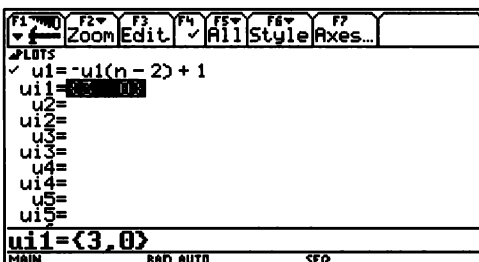 F1 F2 Zoom F3 Edit F4 ✓ F5 All F6 Style F7 Axes...
PLOTS
✓ u1=-u1(n - 2) + 1
ui1=
u2=
ui2=
u3=
ui3=
u4=
ui4=
u5=
ui5=
ui1={3,0}
MAIN RAD AUTO SEQ